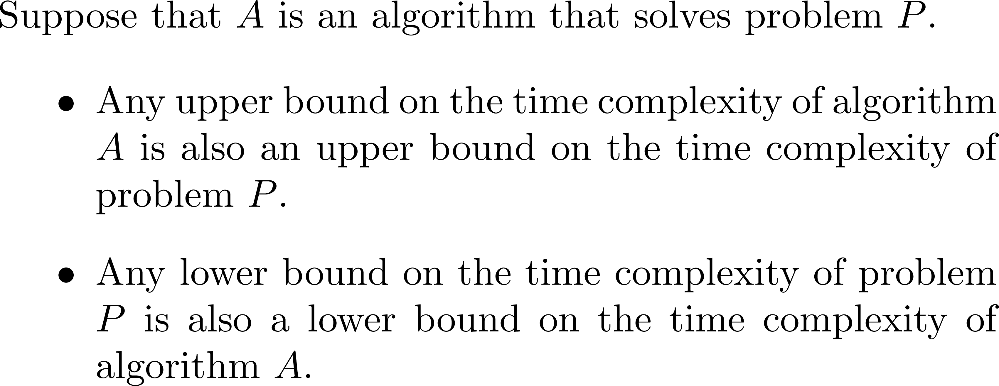 Suppose that A is an algorithm that solves problem P.
• Any upper bound on the time complexity of algorithm
A is also an upper bound on the time complexity of
problem P.
• Any lower bound on the time complexity of problem
P is also a lower bound on the time complexity of
algorithm A.